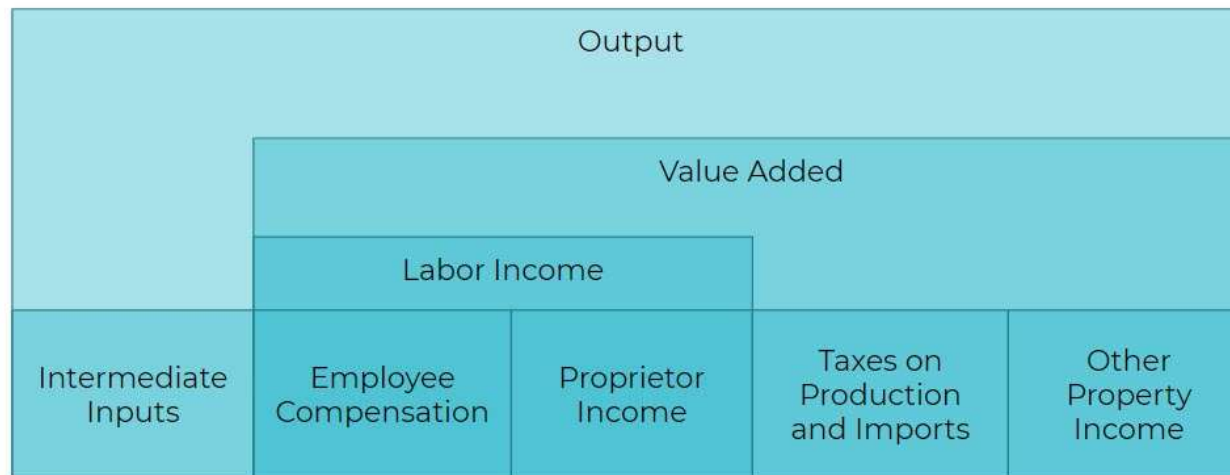 Output
Value Added
Labor Income
Intermediate
Inputs
Employee
Compensation
Proprietor
Income
Taxes on
Production
and Imports
Other
Property
Income